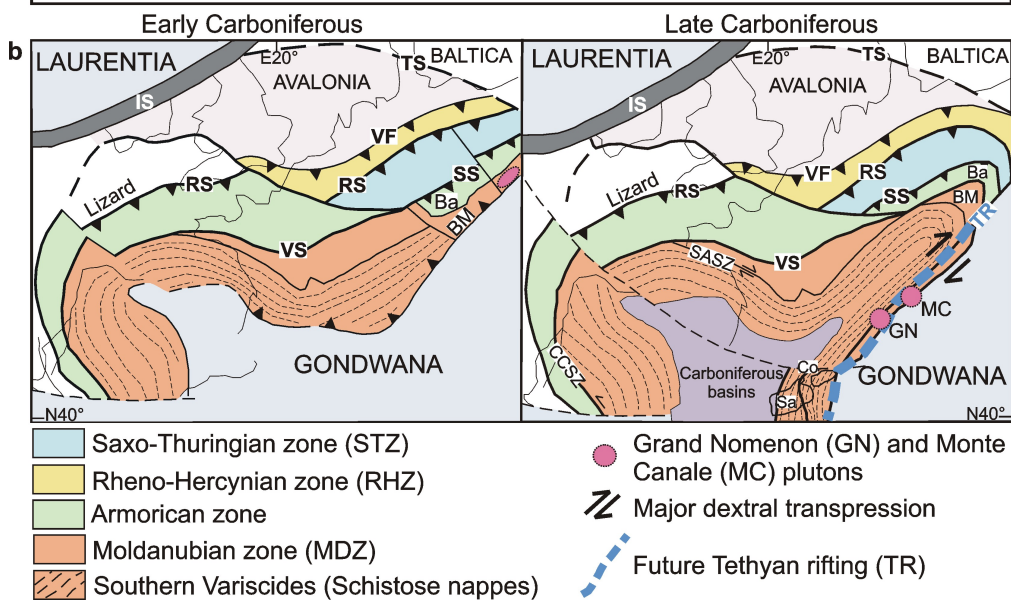 Early Carboniferous
Late Carboniferous
b
LAURENTIA
E20°
TS
BALTICA
AVALONIA
IS
VF
RS
SS
Lizard
RS
Ba
BM
VS
GONDWANA
N40°
LAURENTIA
E20°
TS
BALTICA
AVALONIA
IS
VF
RS
SS
Ba
BM
TR
Lizard
RS
SASZ
VS
MC
GN
CCSZ
Carboniferous
basins
Co
Sa
GONDWANA
N40°
Saxo-Thuringian zone (STZ)
Rheno-Hercynian zone (RHZ)
Armorican zone
Moldanubian zone (MDZ)
Southern Variscides (Schistose nappes)
Grand Nomenon (GN) and Monte
Canale (MC) plutons
Major dextral transpression
Future Tethyan rifting (TR)